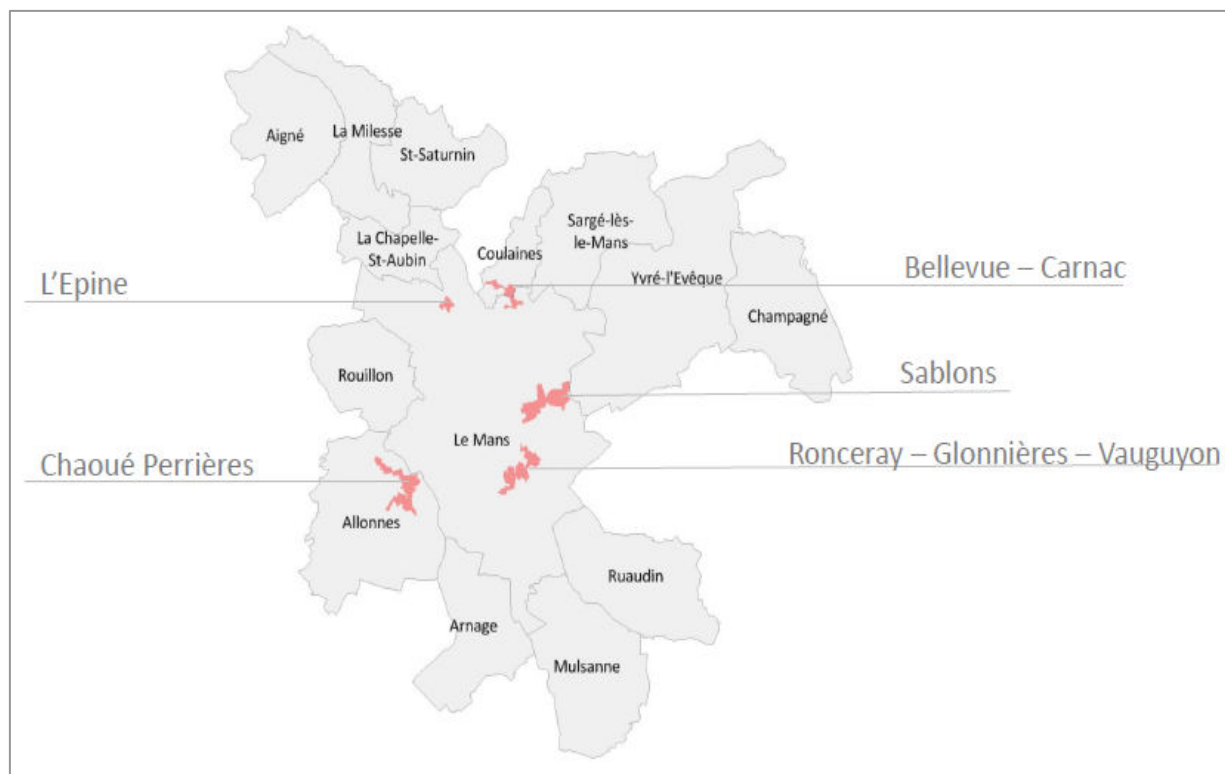 Aigné
La Milesse
St-Saturnin
La Chapelle-
St-Aubin
Coulaines
Sargé-lès-
le-Mans
Yvré-l'Evêque
Champagné
Bellevue – Carnac
L'Epine
Rouillon
Sablons
Le Mans
Chaoué Perrières
Ronceray – Glonnières – Vauguyon
Allonnes
Ruaudin
Arnage
Mulsanne